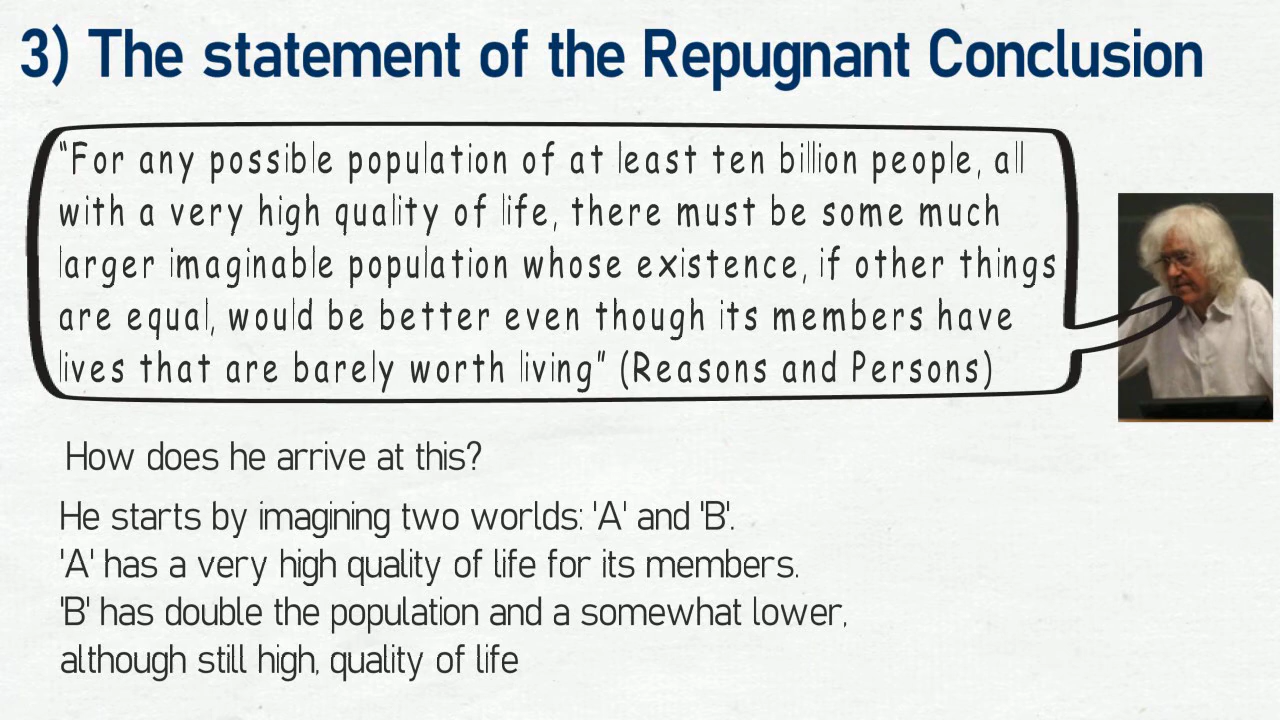 3) The statement of the Repugnant Conclusion
“For any possible population of at least ten billion people, all
with a very high quality of life, there must be some much
larger imaginable population whose existence, if other things
are equal, would be better even though its members have
lives that are barely worth living” (Reasons and Persons)
How does he arrive at this?
He starts by imagining two worlds: 'A' and 'B'.
'A' has a very high quality of life for its members.
'B' has double the population and a somewhat lower,
although still high, quality of life